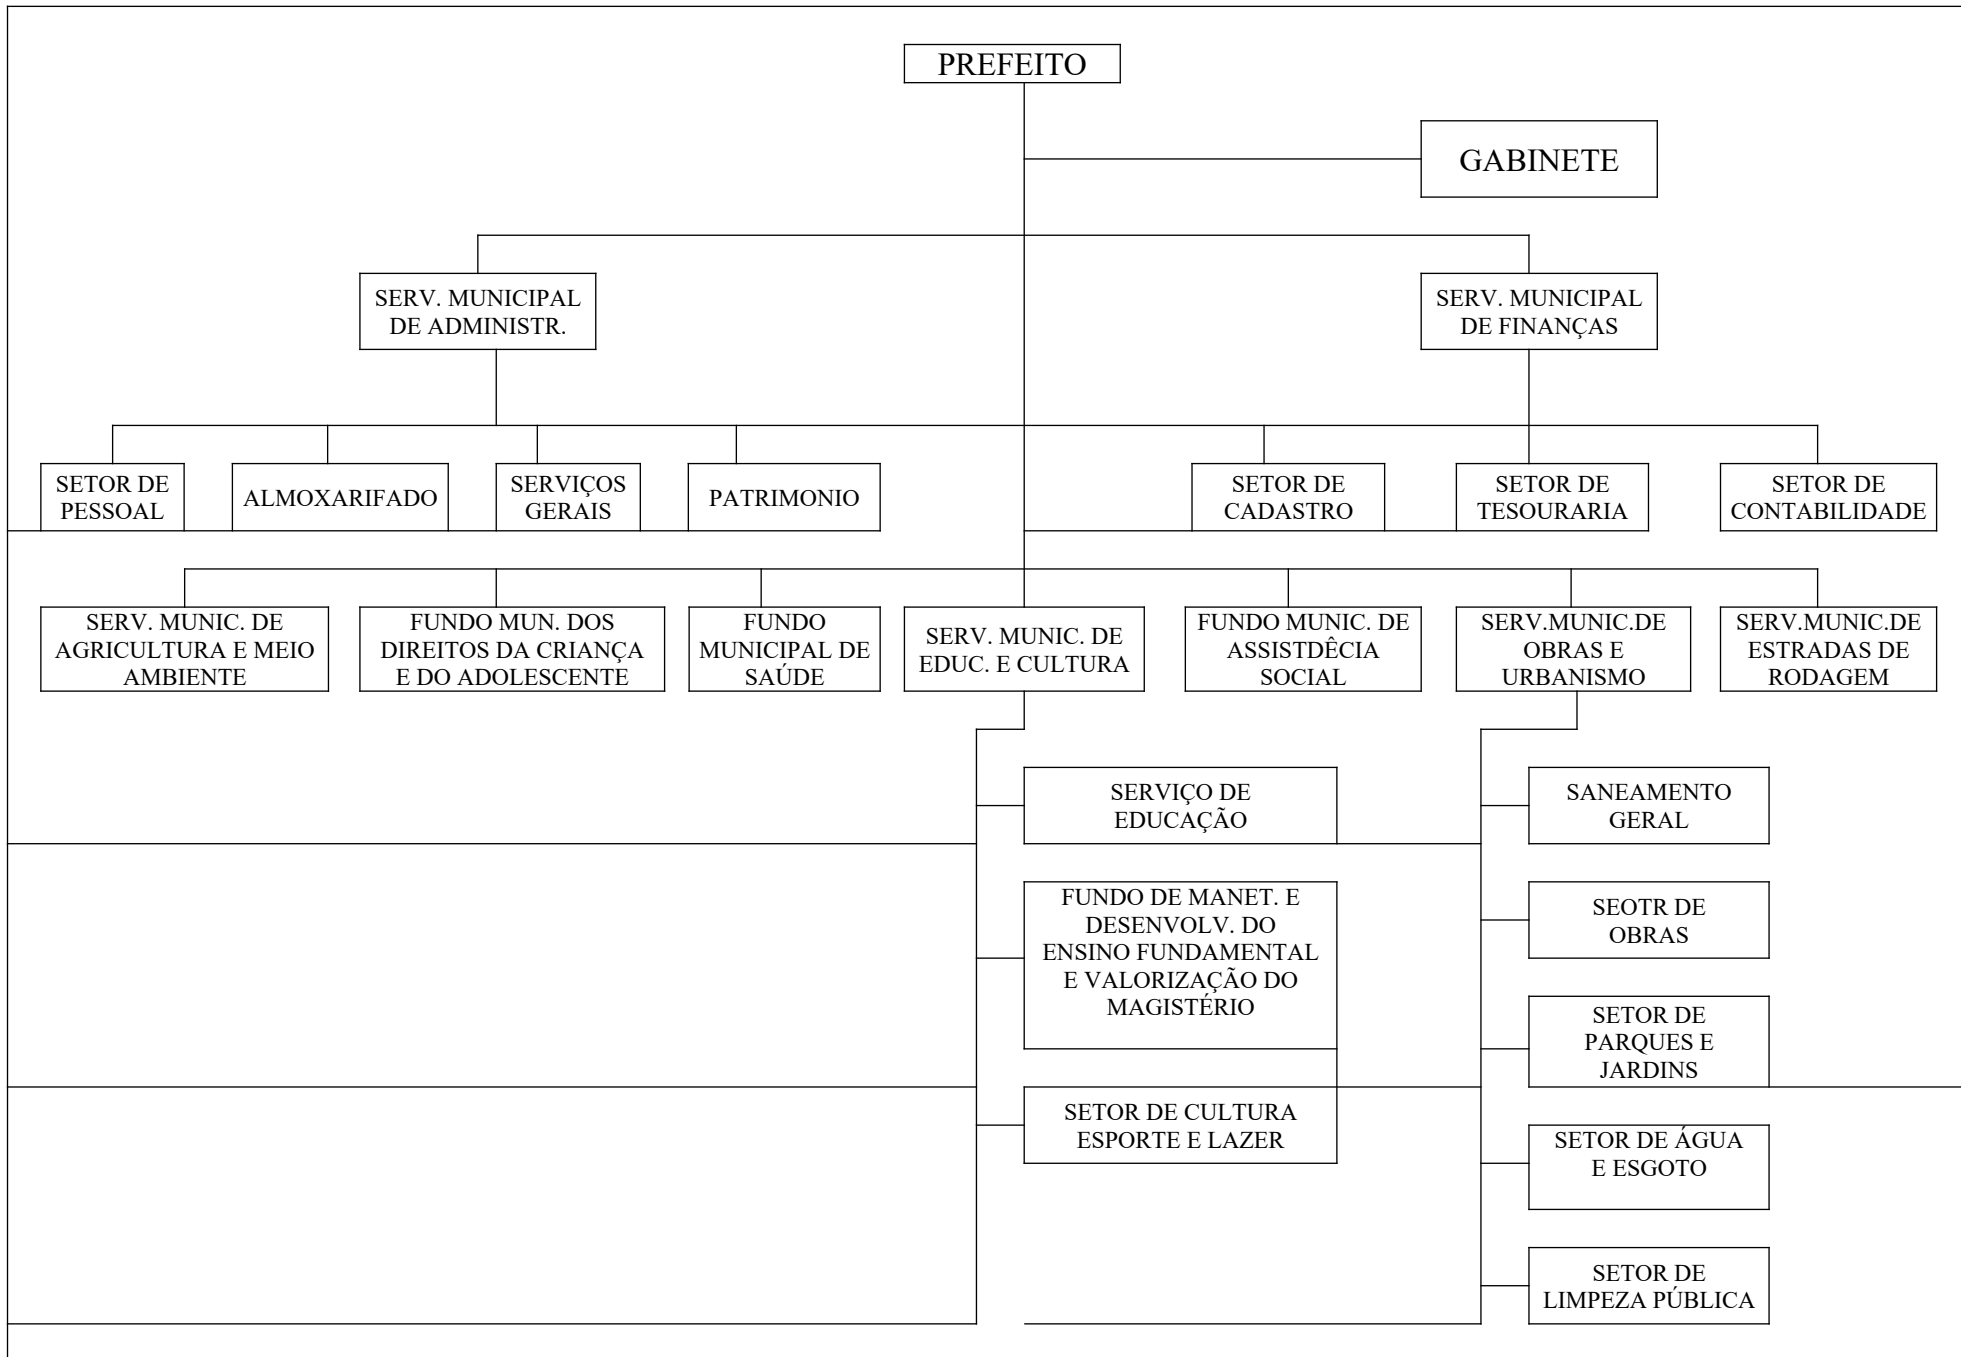 PREFEITO
GABINETE
SERV. MUNICIPAL
DE ADMINISTR.
SERV. MUNICIPAL
DE FINANÇAS
SETOR DE
PESSOAL
ALMOXARIFADO
SERVIÇOS
GERAIS
PATRIMONIO
SETOR DE
CADASTRO
SETOR DE
TESOURARIA
SETOR DE
CONTABILIDADE
SERV. MUNIC. DE
AGRICULTURA E MEIO
AMBIENTE
FUNDO MUN. DOS
DIREITOS DA CRIANÇA
E DO ADOLESCENTE
FUNDO
MUNICIPAL DE
SAÚDE
SERV. MUNIC. DE
EDUC. E CULTURA
FUNDO MUNIC. DE
ASSISTDÊCIA
SOCIAL
SERV.MUNIC.DE
OBRAS E
URBANISMO
SERV.MUNIC.DE
ESTRADAS DE
RODAGEM
SERVIÇO DE
EDUCAÇÃO
FUNDO DE MANET. E
DESENVOLV. DO
ENSINO FUNDAMENTAL
E VALORIZAÇÃO DO
MAGISTÉRIO
SETOR DE CULTURA
ESPORTE E LAZER
SANEAMENTO
GERAL
SEOTR DE
OBRAS
SETOR DE
PARQUES E
JARDINS
SETOR DE ÁGUA
E ESGOTO
SETOR DE
LIMPEZA PÚBLICA